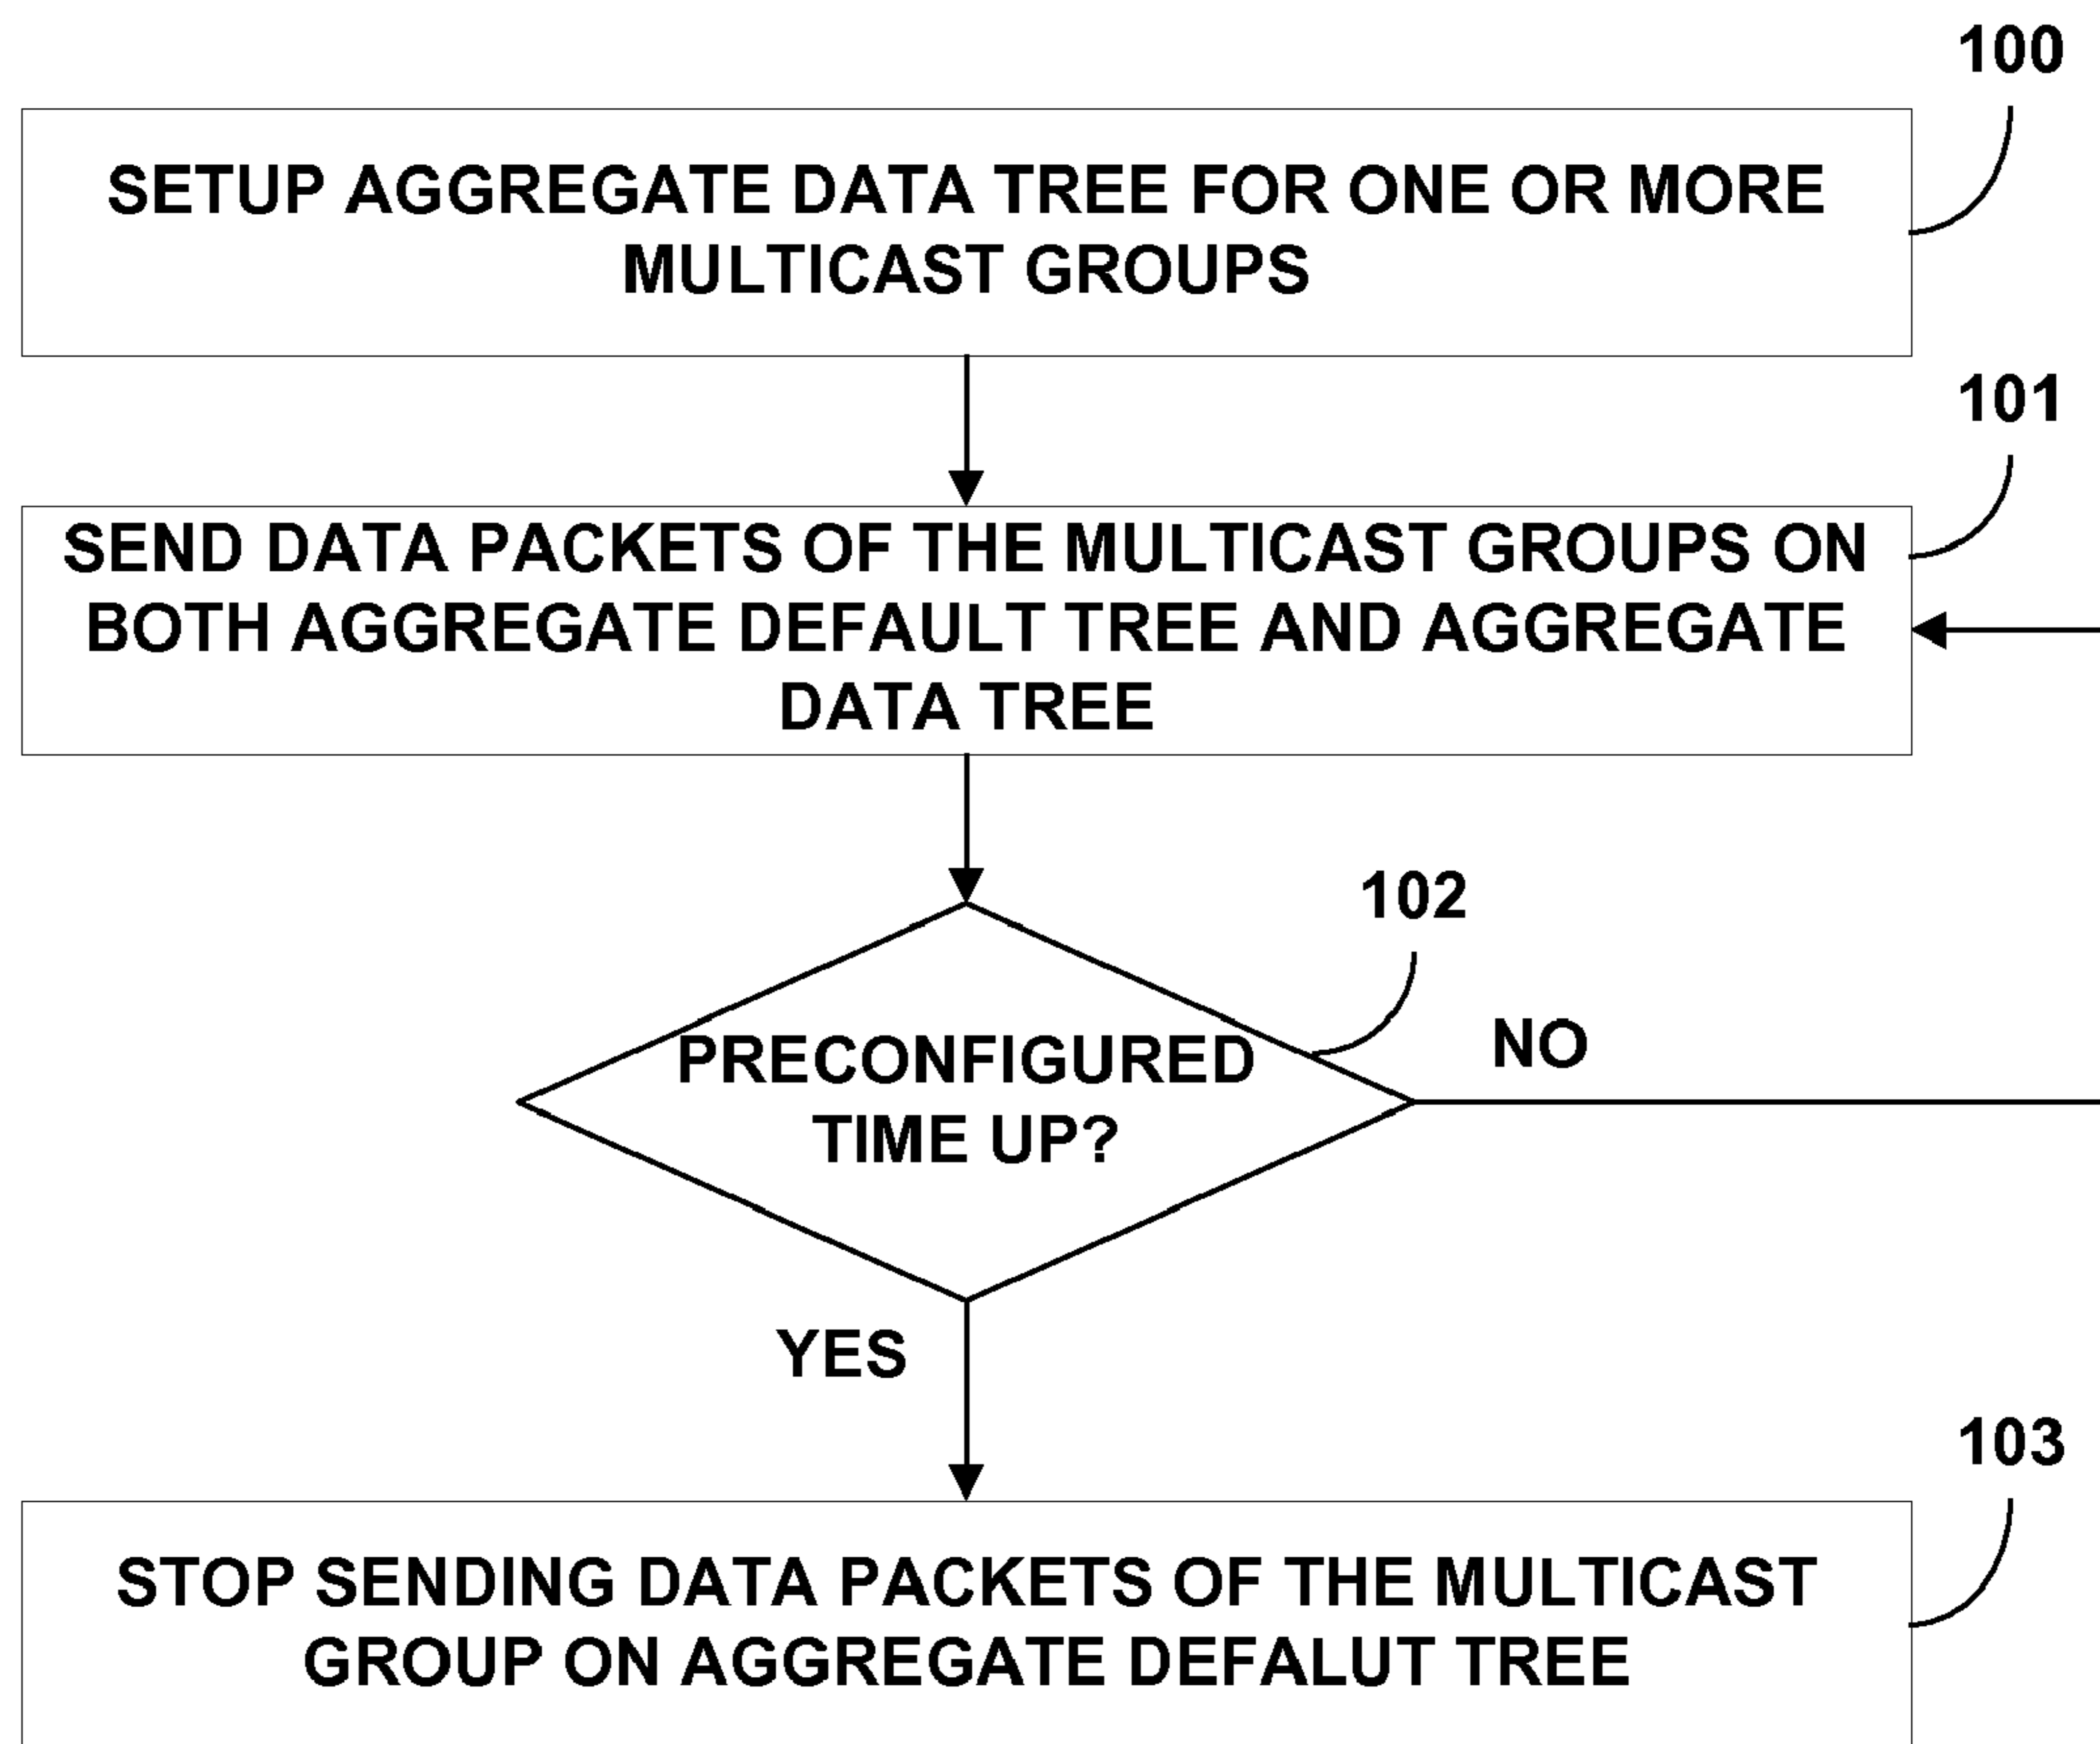 100
SETUP AGGREGATE DATA TREE FOR ONE OR MORE
MULTICAST GROUPS
101
SEND DATA PACKETS OF THE MULTICAST GROUPS ON
BOTH AGGREGATE DEFAULT TREE AND AGGREGATE
DATA TREE
102
PRECONFIGURED
TIME UP?
NO
YES
103
STOP SENDING DATA PACKETS OF THE MULTICAST
GROUP ON AGGREGATE DEFALUT TREE